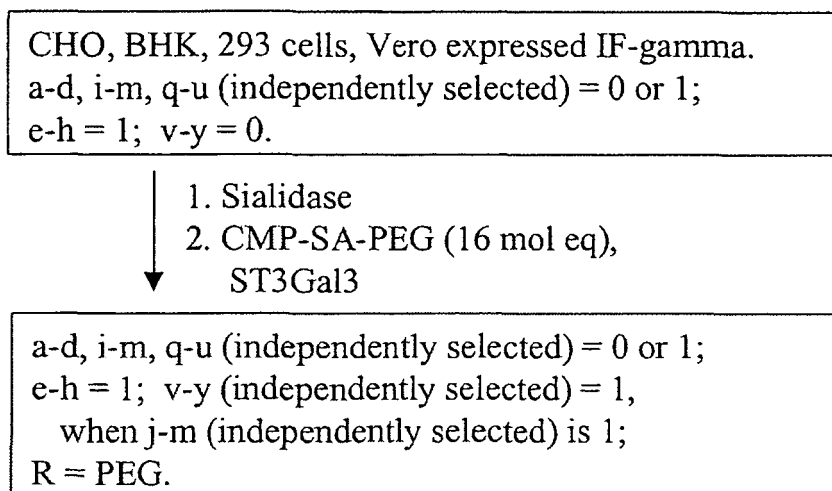 CHO, BHK, 293 cells, Vero expressed IF-gamma.
a-d, i-m, q-u (independently selected) = 0 or 1;
e-h = 1; v-y = 0.
1. Sialidase
2. CMP-SA-PEG (16 mol eq),
ST3Gal3
a-d, i-m, q-u (independently selected) = 0 or 1;
e-h = 1; v-y (independently selected) = 1,
when j-m (independently selected) is 1;
R = PEG.